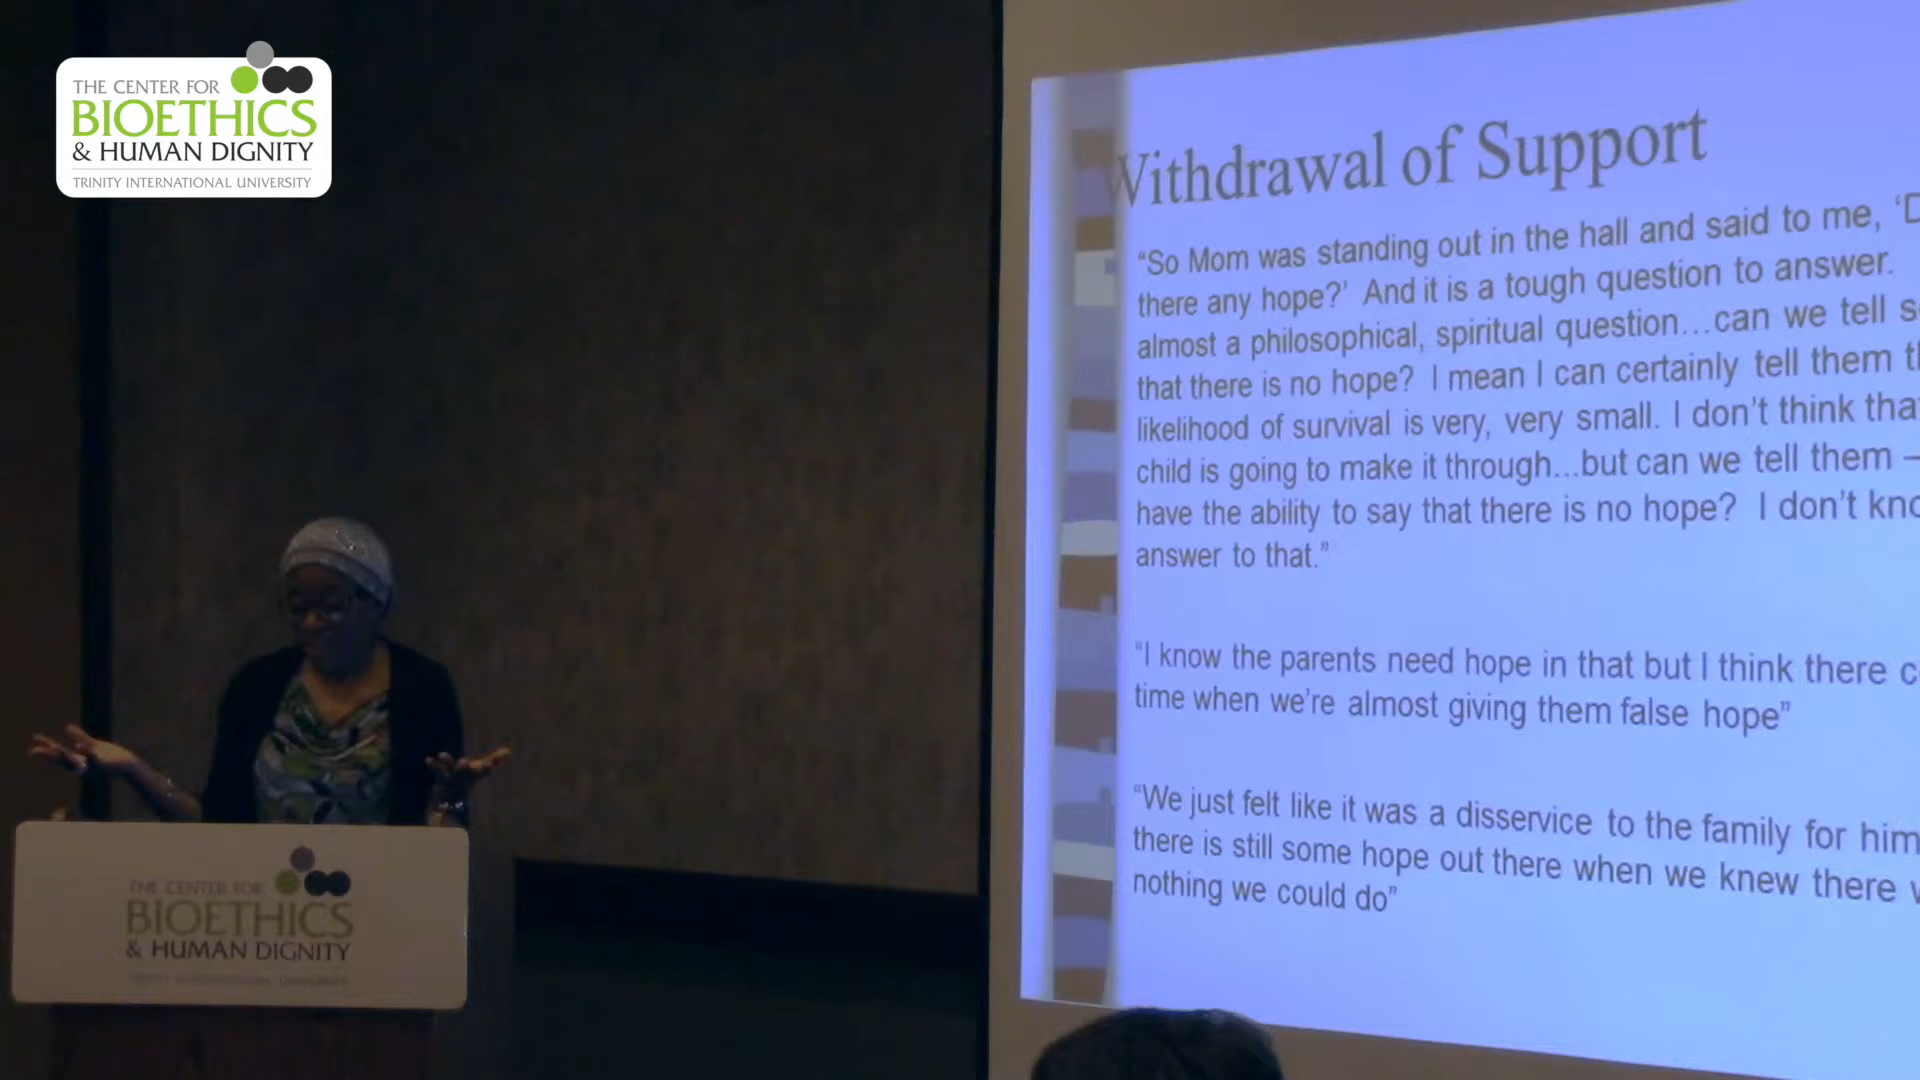 THE CENTER FOR
BIOETHICS
& HUMAN DIGNITY
TRINITY INTERNATIONAL UNIVERSITY
Withdrawal of Support
“So Mom was standing out in the hall and said to me, ‘
there any hope?’ And it is a tough question to answer.
almost a philosophical, spiritual question…can we tell
that there is no hope? I mean I can certainly tell them
likelihood of survival is very, very small. I don’t think
child is going to make it through…but can we tell them –
have the ability to say that there is no hope? I don’t
answer to that.”
“I know the parents need hope in that but I think there
time when we’re almost giving them false hope”
“We just felt like it was a disservice to the family for him
there is still some hope out there when we knew there
nothing we could do”
THE CENTER FOR
BIOETHICS
& HUMAN DIGNITY
TRINITY INTERNATIONAL UNIVERSITY